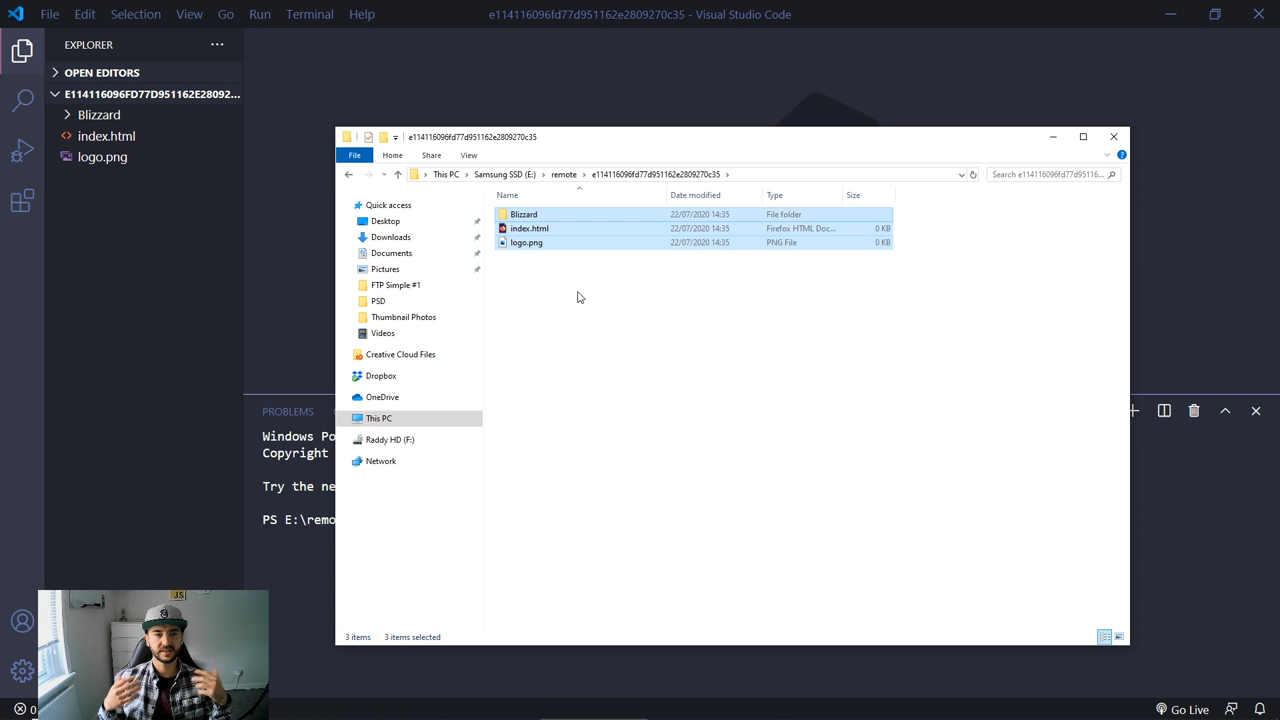 File Edit Selection View Go Run Terminal Help
e114116096fd77d951162e2809270c35 - Visual Studio Code
EXPLORER
OPEN EDITORS
E114116096FD77D951162E28092...
Blizzard
index.html
logo.png
e114116096fd77d951162e2809270c35
File Home Share View
This PC > Samsung SSD (E:) > remote > e114116096fd77d951162e2809270c35 >
Search e114116096fd77d95116...
Name Date modified Type Size
Quick access
Desktop
Downloads
Documents
Pictures
FTP Simple #1
PSD
Thumbnail Photos
Videos
Creative Cloud Files
Dropbox
OneDrive
This PC
Raddy HD (F:)
Network
Blizzard 22/07/2020 14:35 File folder
index.html 22/07/2020 14:35 Firefox HTML Doc... 0 KB
logo.png 22/07/2020 14:35 PNG File 0 KB
3 items 3 items selected
PROBLEMS
Windows Po
Copyright
Try the ne
PS E:\remo
JS
0
Go Live